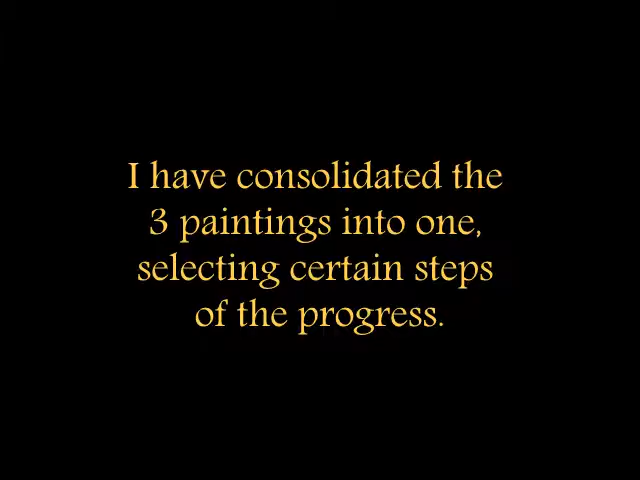 I have consolidated the
3 paintings into one,
selecting certain steps
of the progress.